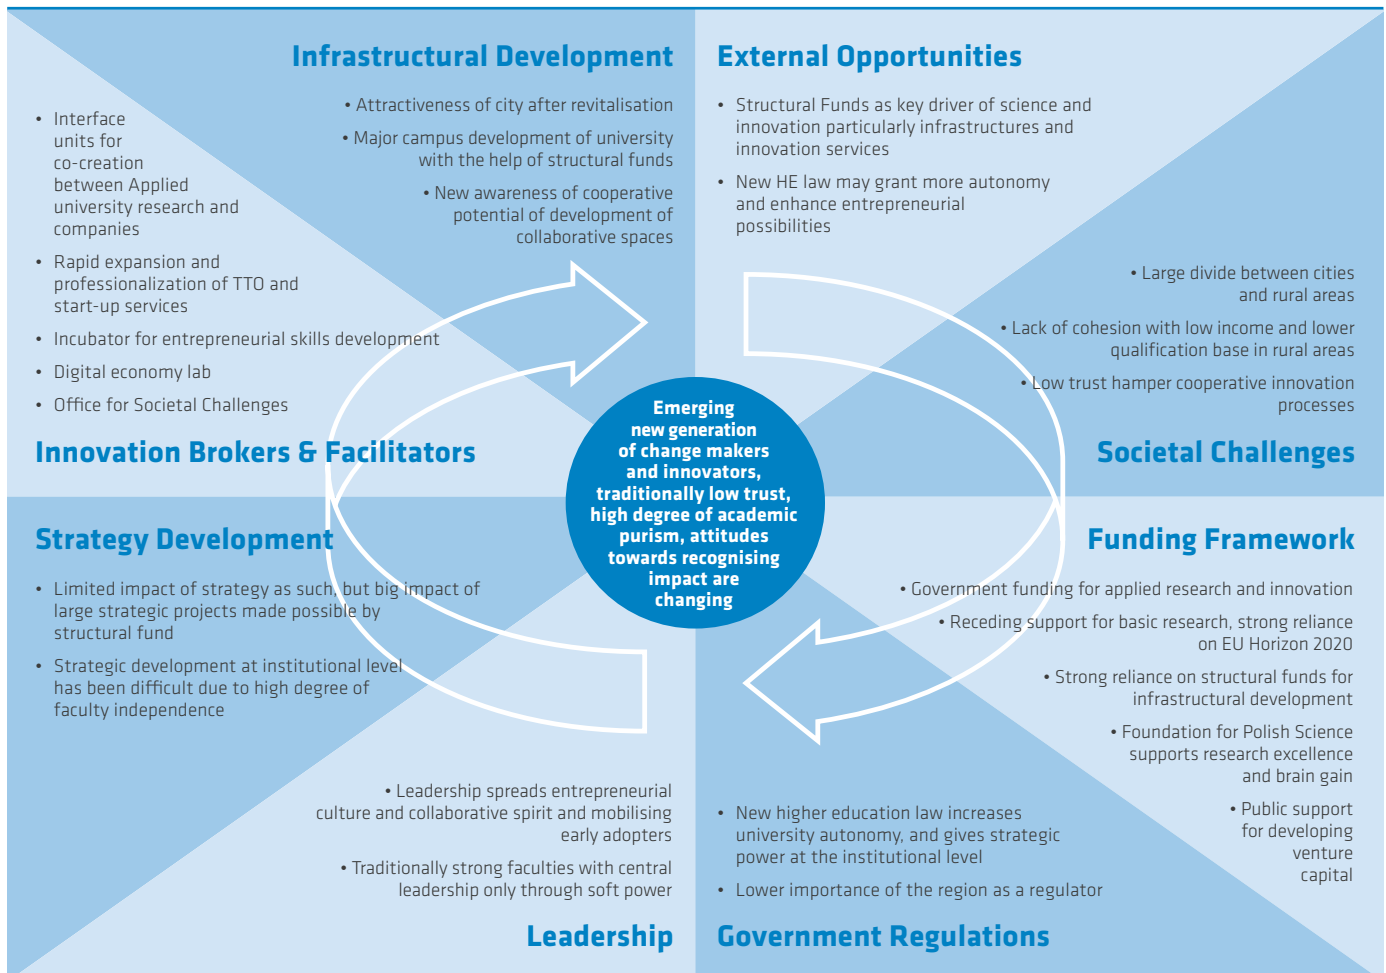 Infrastructural Development
• Attractiveness of city after revitalisation
• Major campus development of university
with the help of structural funds
• New awareness of cooperative
potential of development of
collaborative spaces
External Opportunities
• Structural Funds as key driver of science and
innovation particularly infrastructures and
innovation services
• New HE law may grant more autonomy
and enhance entrepreneurial
possibilities
• Interface
units for
co-creation
between Applied
university research and
companies
• Rapid expansion and
professionalization of TTO and
start-up services
• Incubator for entrepreneurial skills development
• Digital economy lab
• Office for Societal Challenges
Innovation Brokers & Facilitators
• Large divide between cities
and rural areas
• Lack of cohesion with low income and lower
qualification base in rural areas
• Low trust hamper cooperative innovation
processes
Societal Challenges
Emerging
new generation
of change makers
and innovators,
traditionally low trust,
high degree of academic
purism, attitudes
towards recognising
impact are
changing
Strategy Development
• Limited impact of strategy as such, but big impact of
large strategic projects made possible by
structural fund
• Strategic development at institutional level
has been difficult due to high degree of
faculty independence
Funding Framework
• Government funding for applied research and innovation
• Receding support for basic research, strong reliance
on EU Horizon 2020
• Strong reliance on structural funds for
infrastructural development
• Foundation for Polish Science
supports research excellence
and brain gain
• Public support
for developing
venture
capital
• Leadership spreads entrepreneurial
culture and collaborative spirit and mobilising
early adopters
• Traditionally strong faculties with central
leadership only through soft power
Leadership
• New higher education law increases
university autonomy, and gives strategic
power at the institutional level
• Lower importance of the region as a regulator
Government Regulations